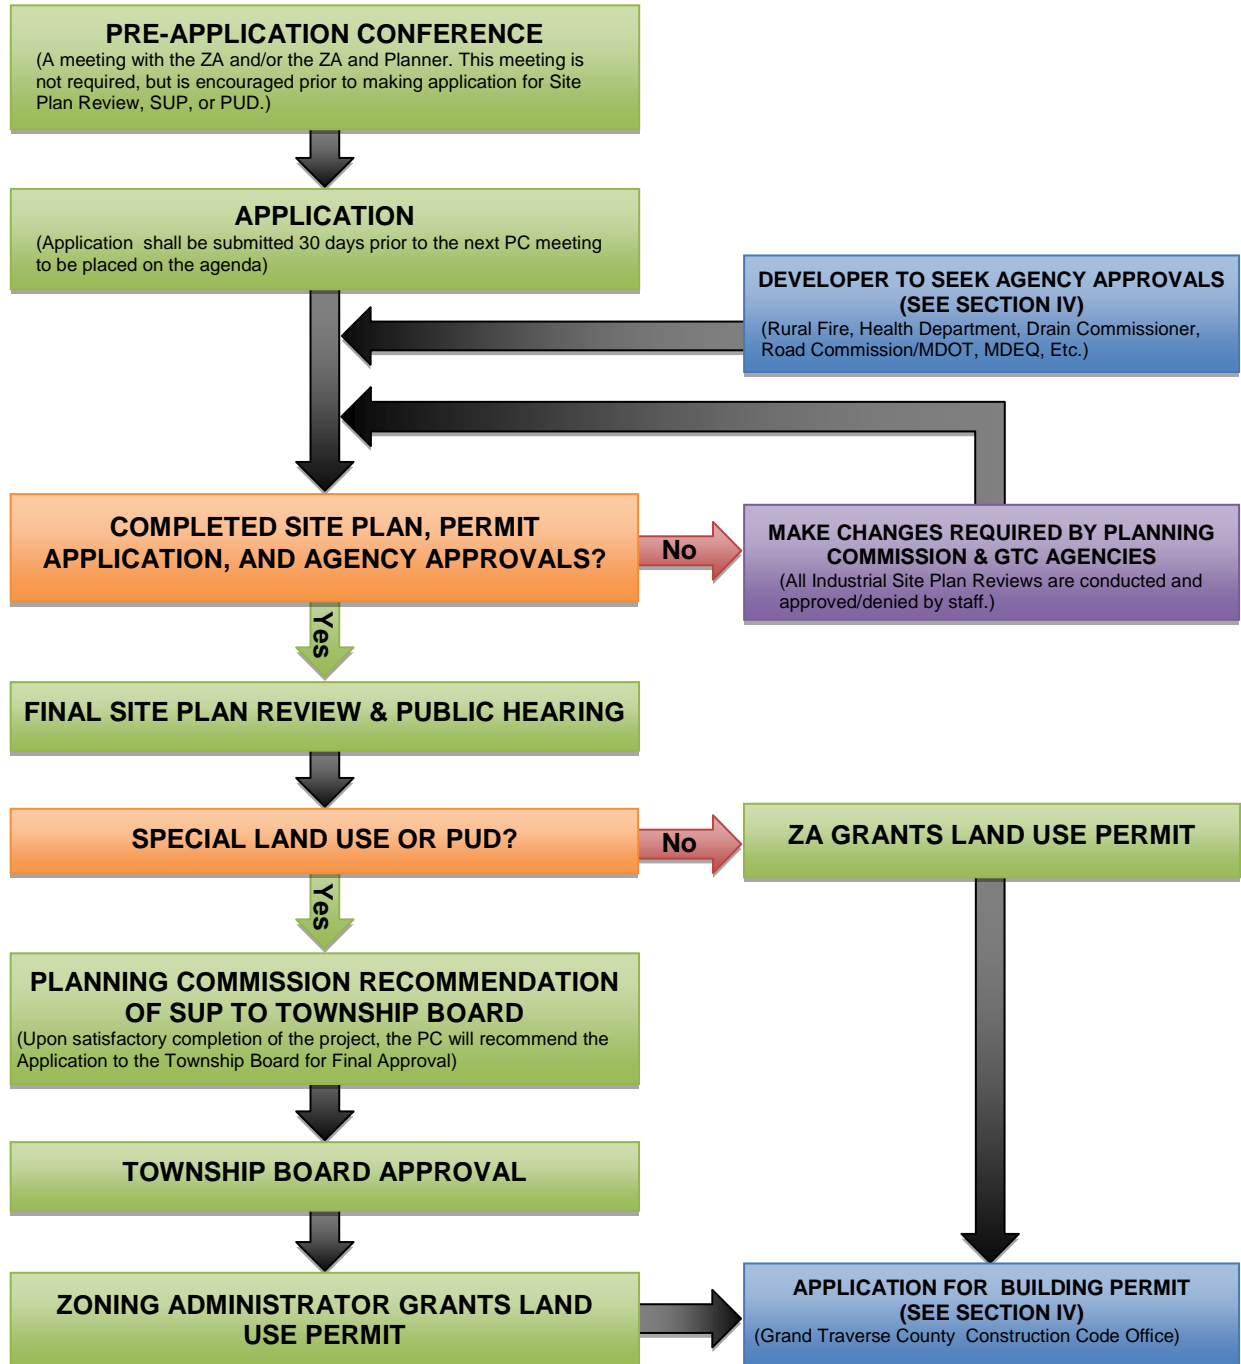 PRE-APPLICATION CONFERENCE
(A meeting with the ZA and/or the ZA and Planner. This meeting is
not required, but is encouraged prior to making application for Site
Plan Review, SUP, or PUD.)
APPLICATION
(Application shall be submitted 30 days prior to the next PC meeting
to be placed on the agenda)
DEVELOPER TO SEEK AGENCY APPROVALS
(SEE SECTION IV)
(Rural Fire, Health Department, Drain Commissioner,
Road Commission/MDOT, MDEQ, Etc.)
COMPLETED SITE PLAN, PERMIT
APPLICATION, AND AGENCY APPROVALS?
No
MAKE CHANGES REQUIRED BY PLANNING
COMMISSION & GTC AGENCIES
(All Industrial Site Plan Reviews are conducted and
approved/denied by staff.)
Yes
FINAL SITE PLAN REVIEW & PUBLIC HEARING
SPECIAL LAND USE OR PUD?
No
ZA GRANTS LAND USE PERMIT
Yes
PLANNING COMMISSION RECOMMENDATION
OF SUP TO TOWNSHIP BOARD
(Upon satisfactory completion of the project, the PC will recommend the
Application to the Township Board for Final Approval)
TOWNSHIP BOARD APPROVAL
ZONING ADMINISTRATOR GRANTS LAND
USE PERMIT
APPLICATION FOR BUILDING PERMIT
(SEE SECTION IV)
(Grand Traverse County Construction Code Office)